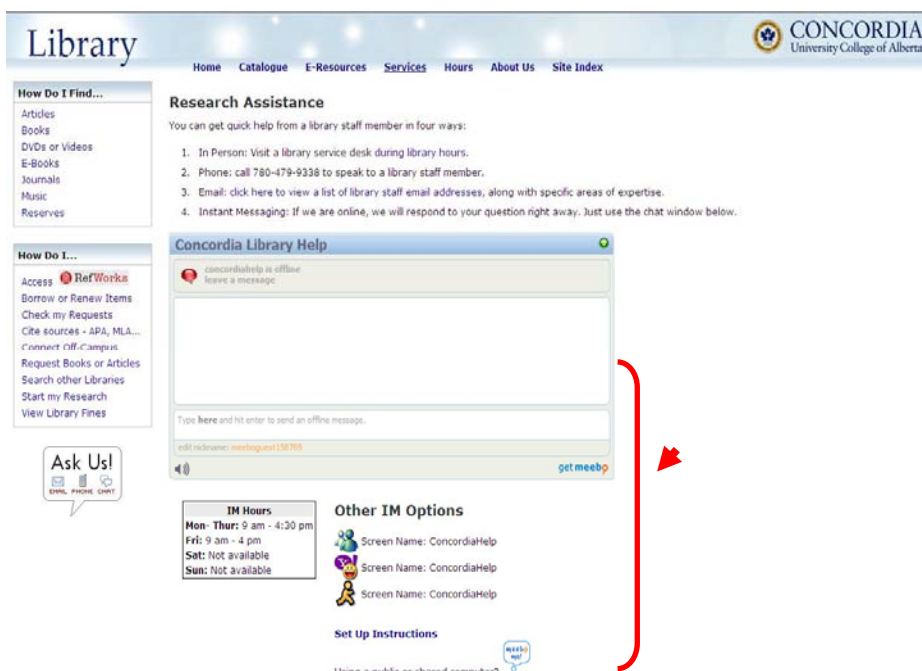 Library
CONCORDIA
University College of Alberta
Home Catalogue E-Resources Services Hours About Us Site Index
How Do I Find...
Articles
Books
DVDs or Videos
E-Books
Journals
Music
Reserves
How Do I...
Access RefWorks
Borrow or Renew Items
Check my Requests
Cite sources - APA, MLA...
Connect Off-Campus
Request Books or Articles
Search other Libraries
Start my Research
View Library Fines
Ask Us!
EMAIL PHONE CHAT
Research Assistance
You can get quick help from a library staff member in four ways:
1. In Person: Visit a library service desk during library hours.
2. Phone: call 780-479-9338 to speak to a library staff member.
3. Email: click here to view a list of library staff email addresses, along with specific areas of expertise.
4. Instant Messaging: If we are online, we will respond to your question right away. Just use the chat window below.
Concordia Library Help
concordiahelp is offline
leave a message
Type here and hit enter to send an offline message.
edit nickname: meeboguest158769
get meebo
IM Hours
Mon- Thur: 9 am - 4:30 pm
Fri: 9 am - 4 pm
Sat: Not available
Sun: Not available
Other IM Options
Screen Name: ConcordiaHelp
Screen Name: ConcordiaHelp
Screen Name: ConcordiaHelp
Set Up Instructions
meebo me!
Using a public or shared computer?